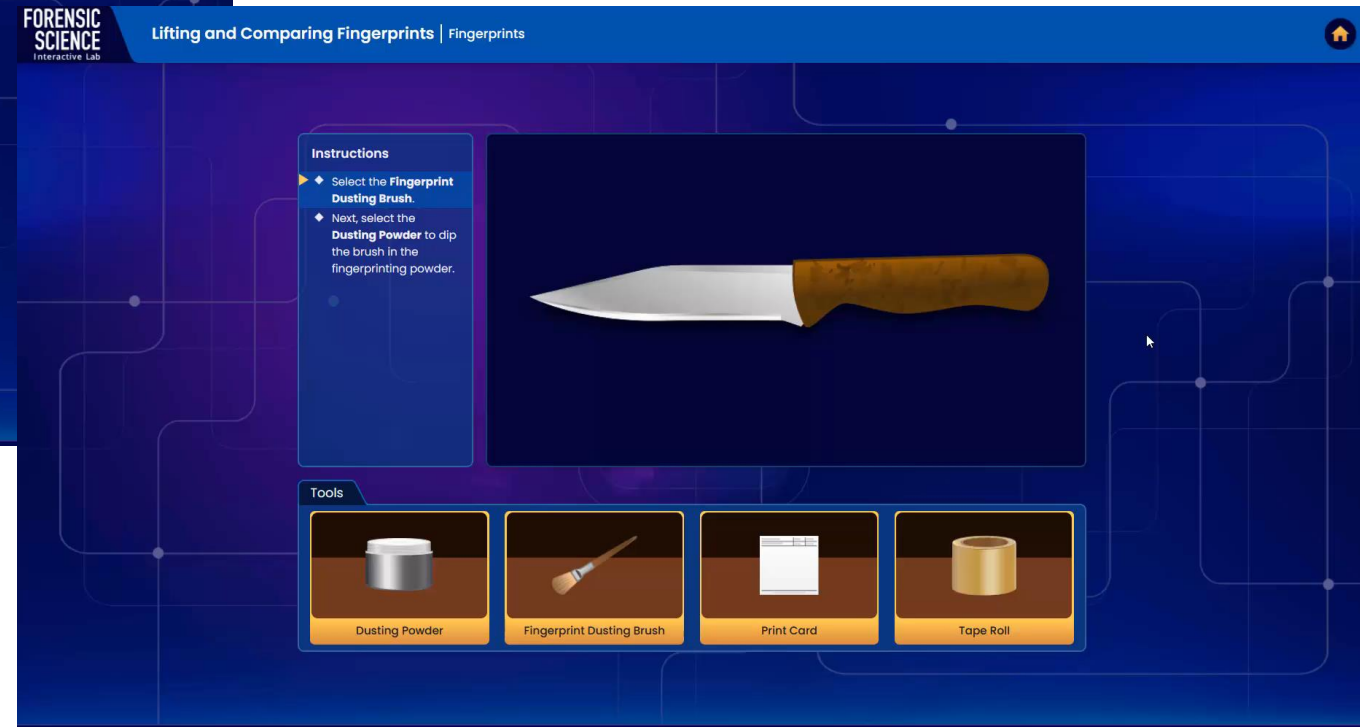 FORENSIC
SCIENCE
Interactive Lab
Lifting and Comparing Fingerprints | Fingerprints
Instructions
Select the Fingerprint
Dusting Brush.
Next, select the
Dusting Powder to dip
the brush in the
fingerprinting powder.
Tools
Dusting Powder
Fingerprint Dusting Brush
Print Card
Tape Roll